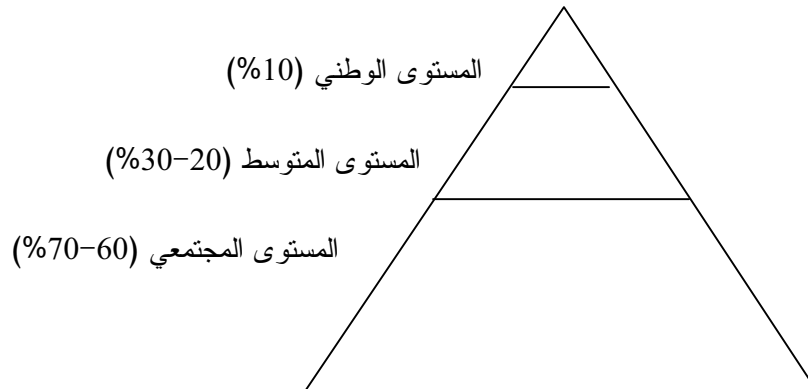 المستوى الوطني (10%)
المستوى المتوسط (20-30%)
المستوى المجتمعي (60-70%)